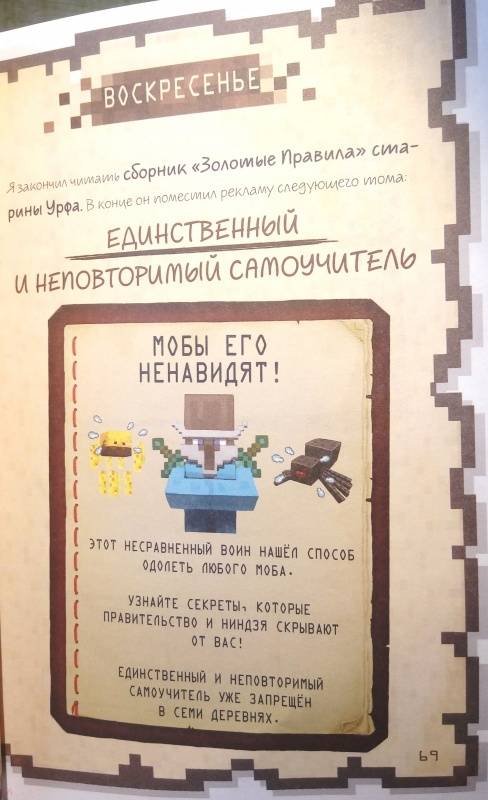 ВОСКРЕСЕНЬЕ
Я закончил читать сборник «Золотые Правила» ста-
рины Урфа. В конце он поместил рекламу следующего тома:
ЕДИНСТВЕННЫЙ
И НЕПОВТОРИМЫЙ САМОУЧИТЕЛЬ
МОБЫ ЕГО
НЕНАВИДЯТ!
ЭТОТ НЕСРАВНЕННЫЙ ВОИН НАШЁЛ СПОСОБ
ОДОЛЕТЬ ЛЮБОГО МОБА.
УЗНАЙТЕ СЕКРЕТЫ, КОТОРЫЕ
ПРАВИТЕЛЬСТВО И НИНДЗЯ СКРЫВАЮТ
ОТ ВАС!
ЕДИНСТВЕННЫЙ И НЕПОВТОРИМЫЙ
САМОУЧИТЕЛЬ УЖЕ ЗАПРЕЩЁН
В СЕМИ ДЕРЕВНЯХ.
69